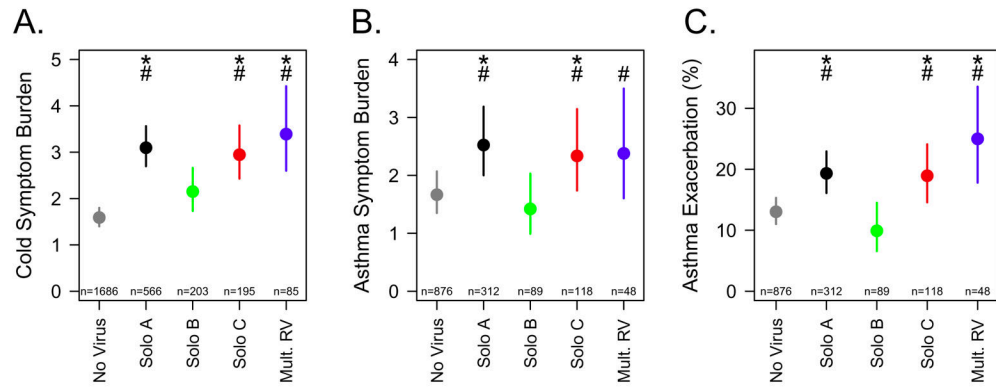 A.
Cold Symptom Burden
5
4
3
2
1
0
* * *
# # #
n=1686 n=566 n=203 n=195 n=85
No Virus
Solo A
Solo B
Solo C
Mult. RV
B.
Asthma Symptom Burden
4
3
2
1
0
* *
# # #
n=876 n=312 n=89 n=118 n=48
No Virus
Solo A
Solo B
Solo C
Mult. RV
C.
Asthma Exacerbation (%)
30
20
10
0
* * *
# # #
n=876 n=312 n=89 n=118 n=48
No Virus
Solo A
Solo B
Solo C
Mult. RV